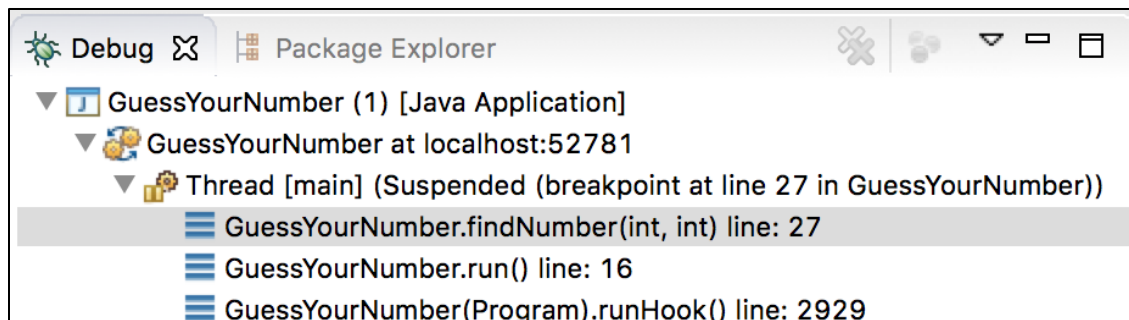 Debug Package Explorer
GuessYourNumber (1) [Java Application]
GuessYourNumber at localhost:52781
Thread [main] (Suspended (breakpoint at line 27 in GuessYourNumber))
GuessYourNumber.findNumber(int, int) line: 27
GuessYourNumber.run() line: 16
GuessYourNumber(Program).runHook() line: 2929